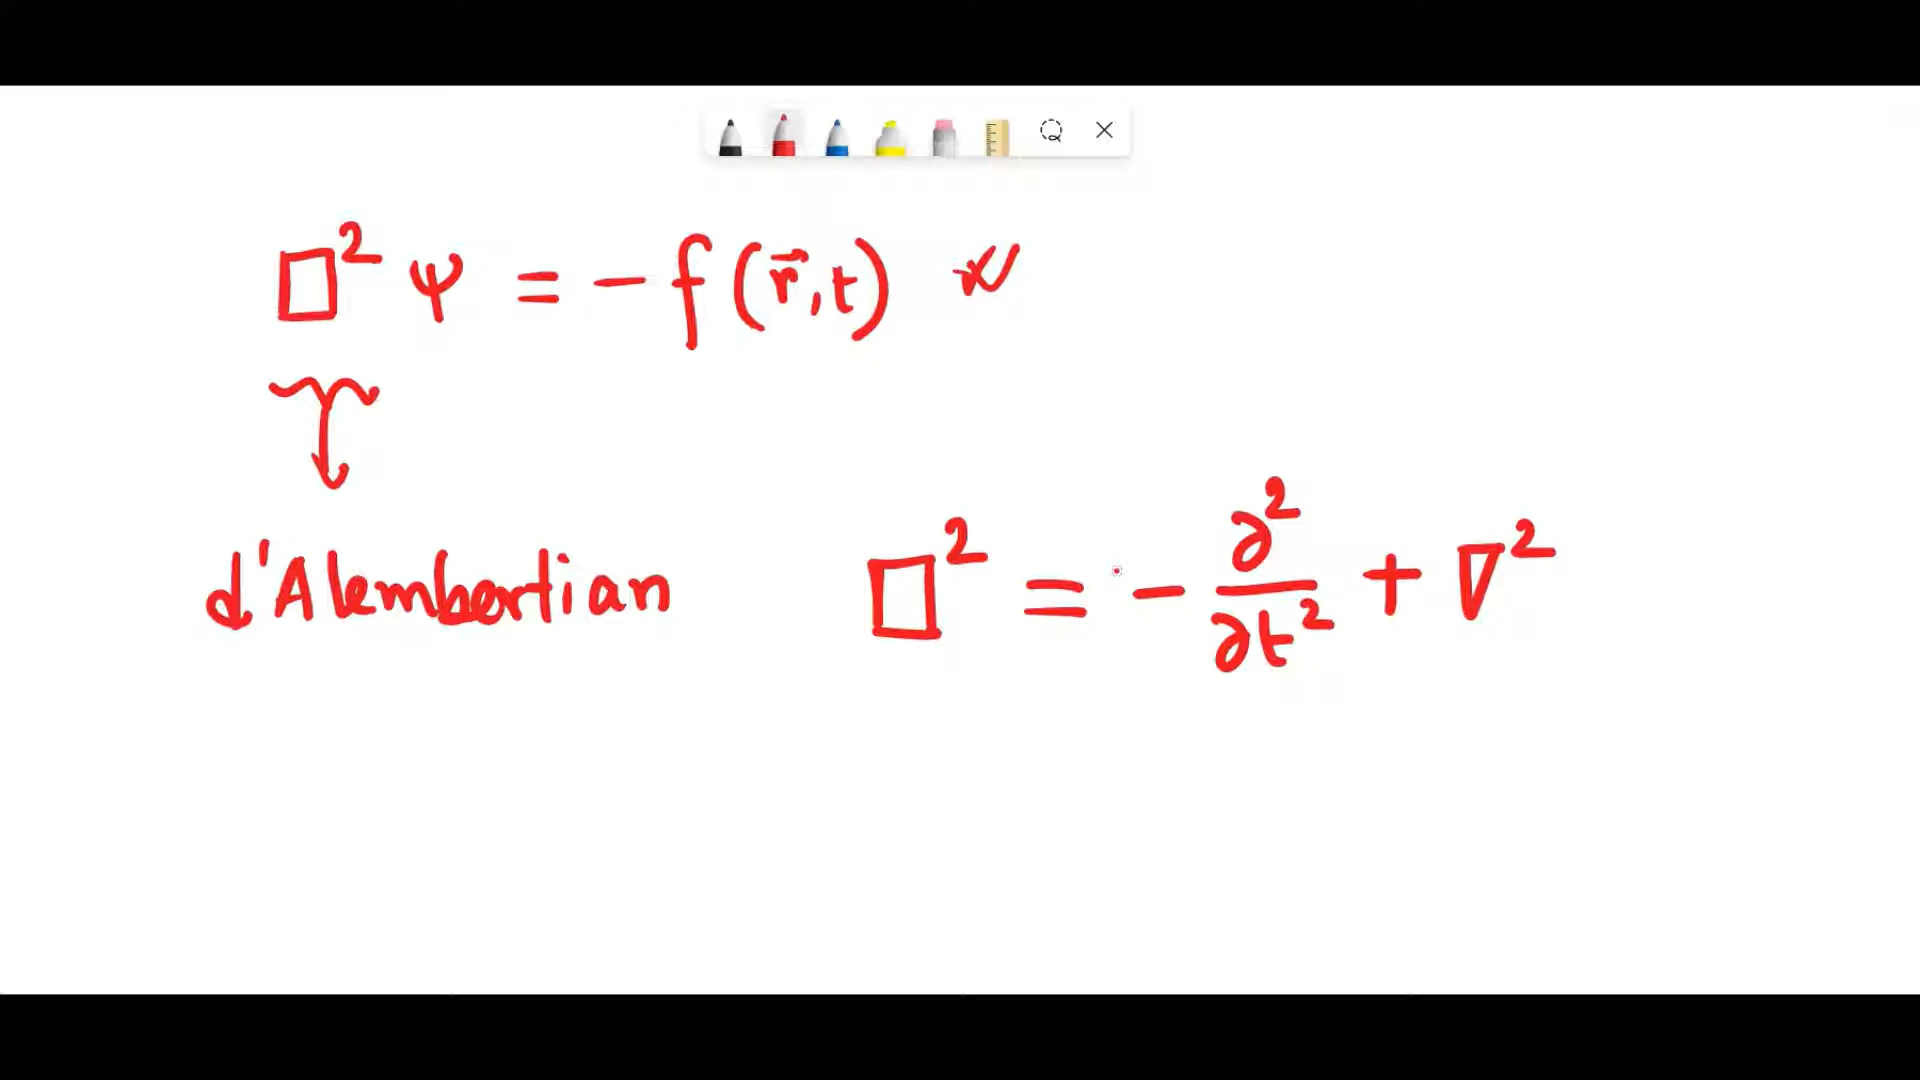 □² ψ = − f (r⃗, t)
d'Alembertian □² = − ∂²/∂t² + ∇²